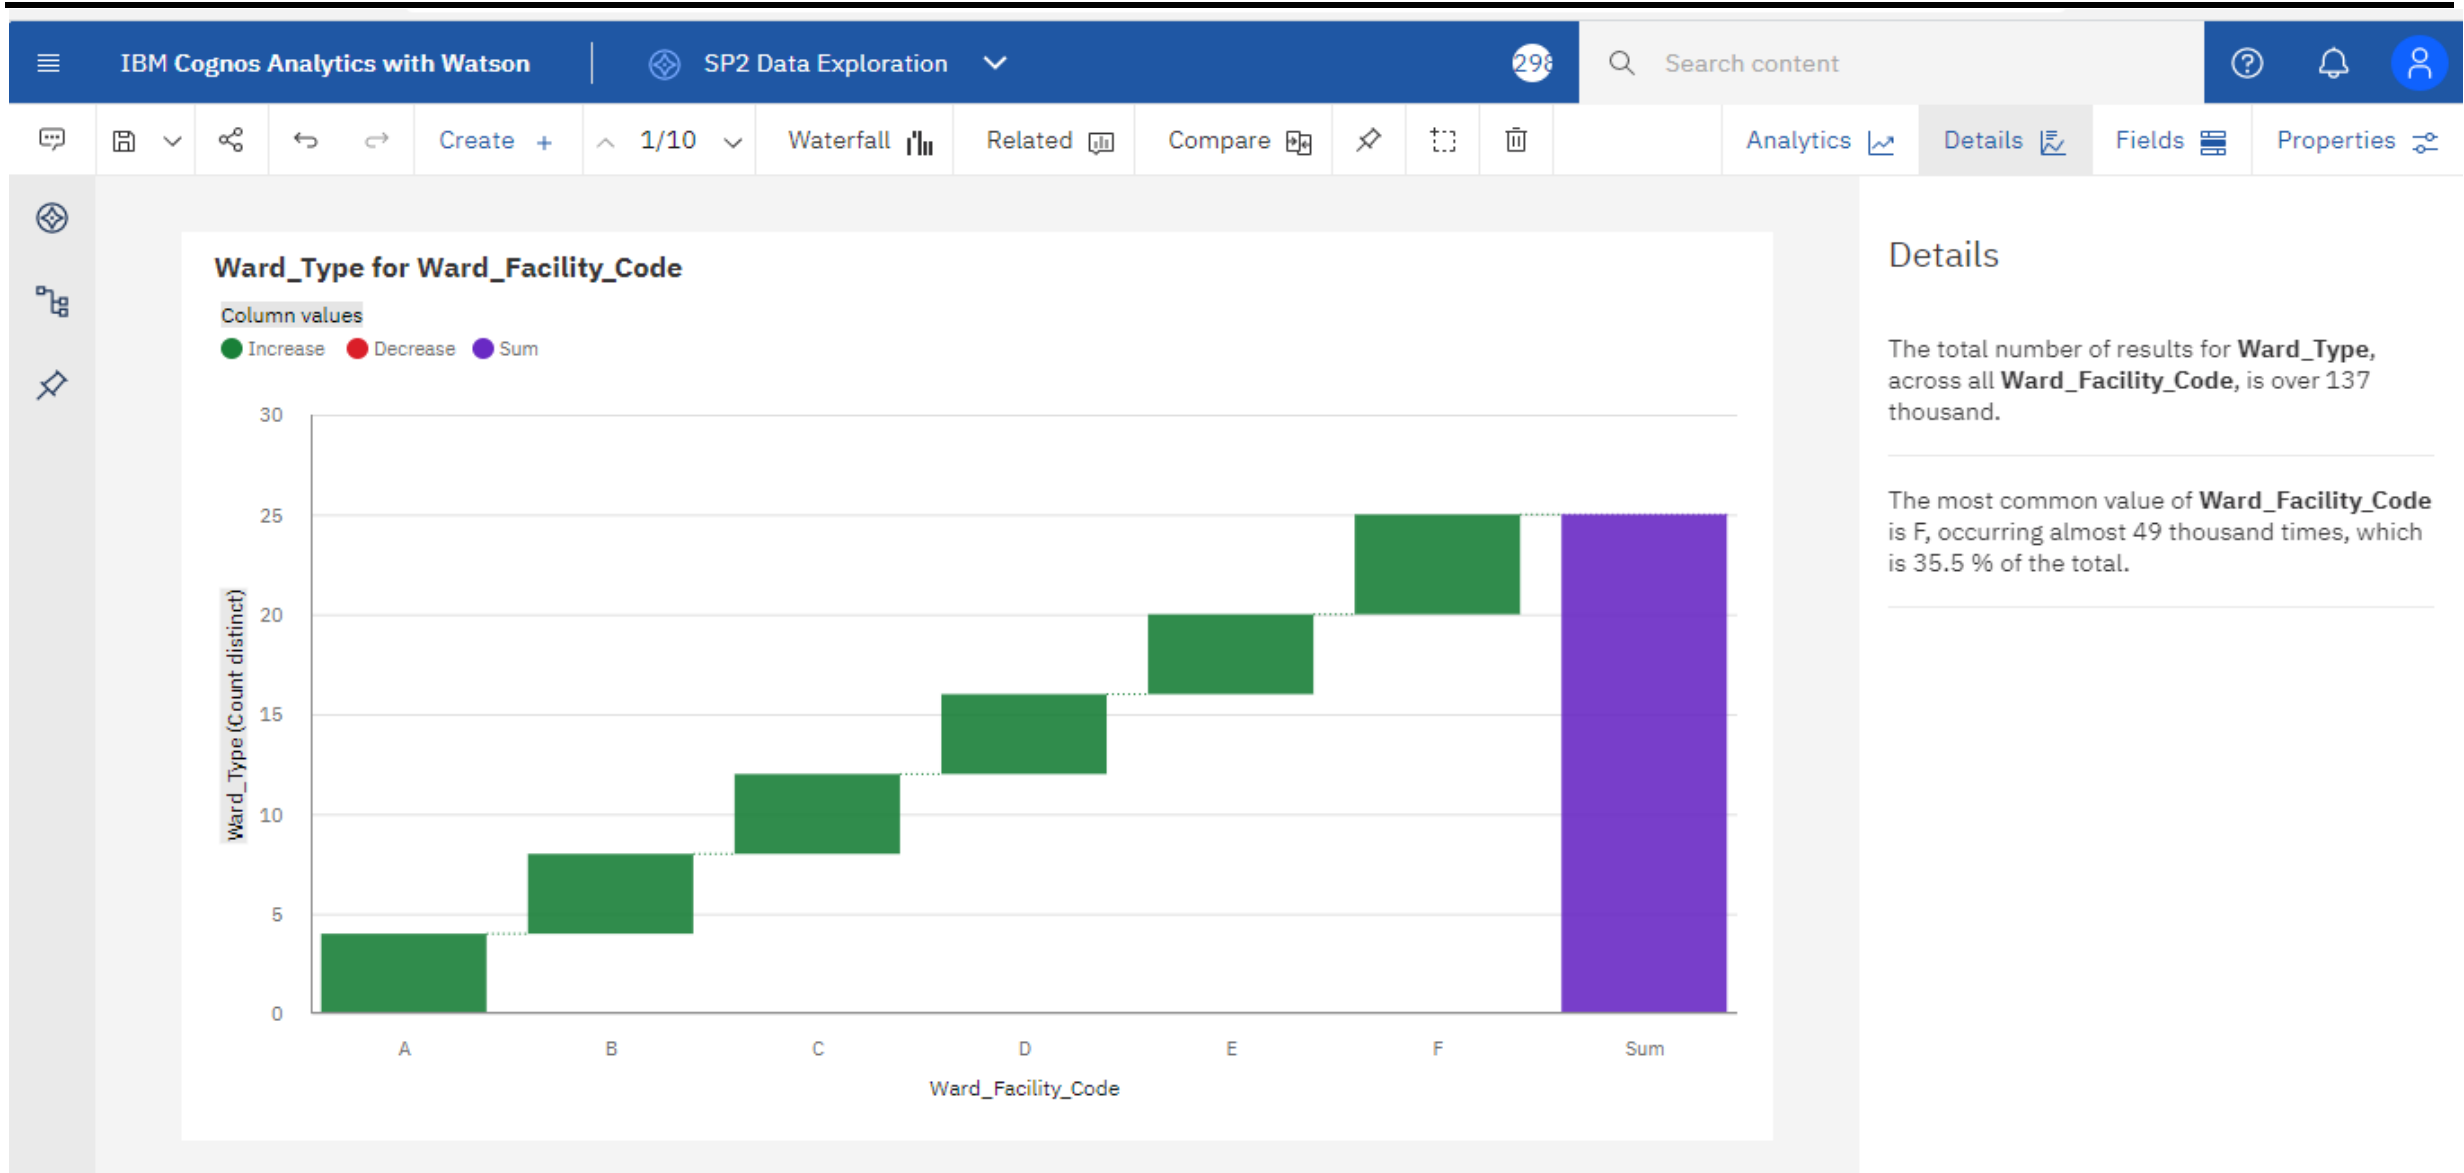 IBM Cognos Analytics with Watson
SP2 Data Exploration
298
Search content
Create +
1/10
Waterfall
Related
Compare
Analytics
Details
Fields
Properties
Ward_Type for Ward_Facility_Code
Column values
Increase
Decrease
Sum
30
25
20
15
10
5
0
Ward_Type (Count distinct)
A
B
C
D
E
F
Sum
Ward_Facility_Code
Details
The total number of results for Ward_Type,
across all Ward_Facility_Code, is over 137
thousand.
The most common value of Ward_Facility_Code
is F, occurring almost 49 thousand times, which
is 35.5 % of the total.